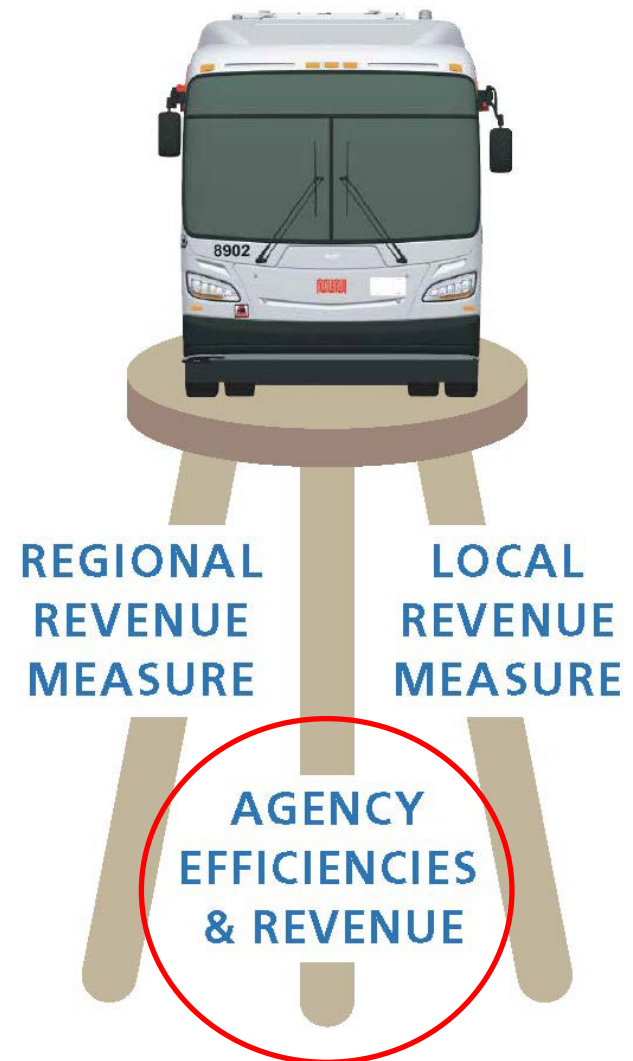 8902
REGIONAL
REVENUE
MEASURE
LOCAL
REVENUE
MEASURE
AGENCY
EFFICIENCIES
& REVENUE